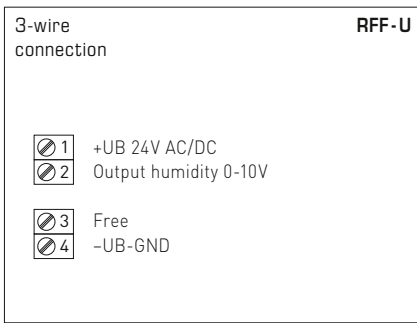 3-wire RFF-U
connection
1 +UB 24V AC/DC
2 Output humidity 0-10V
3 Free
4 –UB-GND